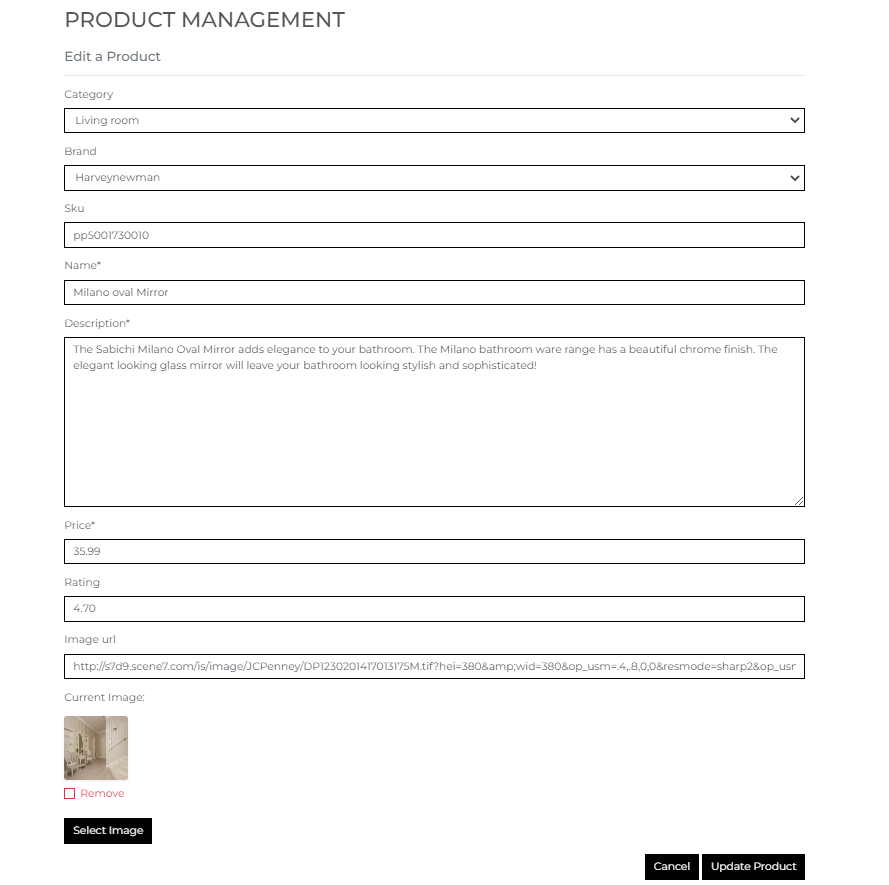 PRODUCT MANAGEMENT
Edit a Product
Category
Living room
Brand
Harveynewman
Sku
pp5001730010
Name*
Milano oval Mirror
Description*
The Sabichi Milano Oval Mirror adds elegance to your bathroom. The Milano bathroom ware range has a beautiful chrome finish. The
elegant looking glass mirror will leave your bathroom looking stylish and sophisticated!
Price*
35.99
Rating
4.70
Image url
http://s7d9.scene7.com/is/image/JCPenney/DP1230201417013175M.tif?hei=380&amp;wid=380&op_usm=.4,.8,0,0&resmode=sharp2&op_usn
Current Image:
Remove
Select Image
Cancel Update Product